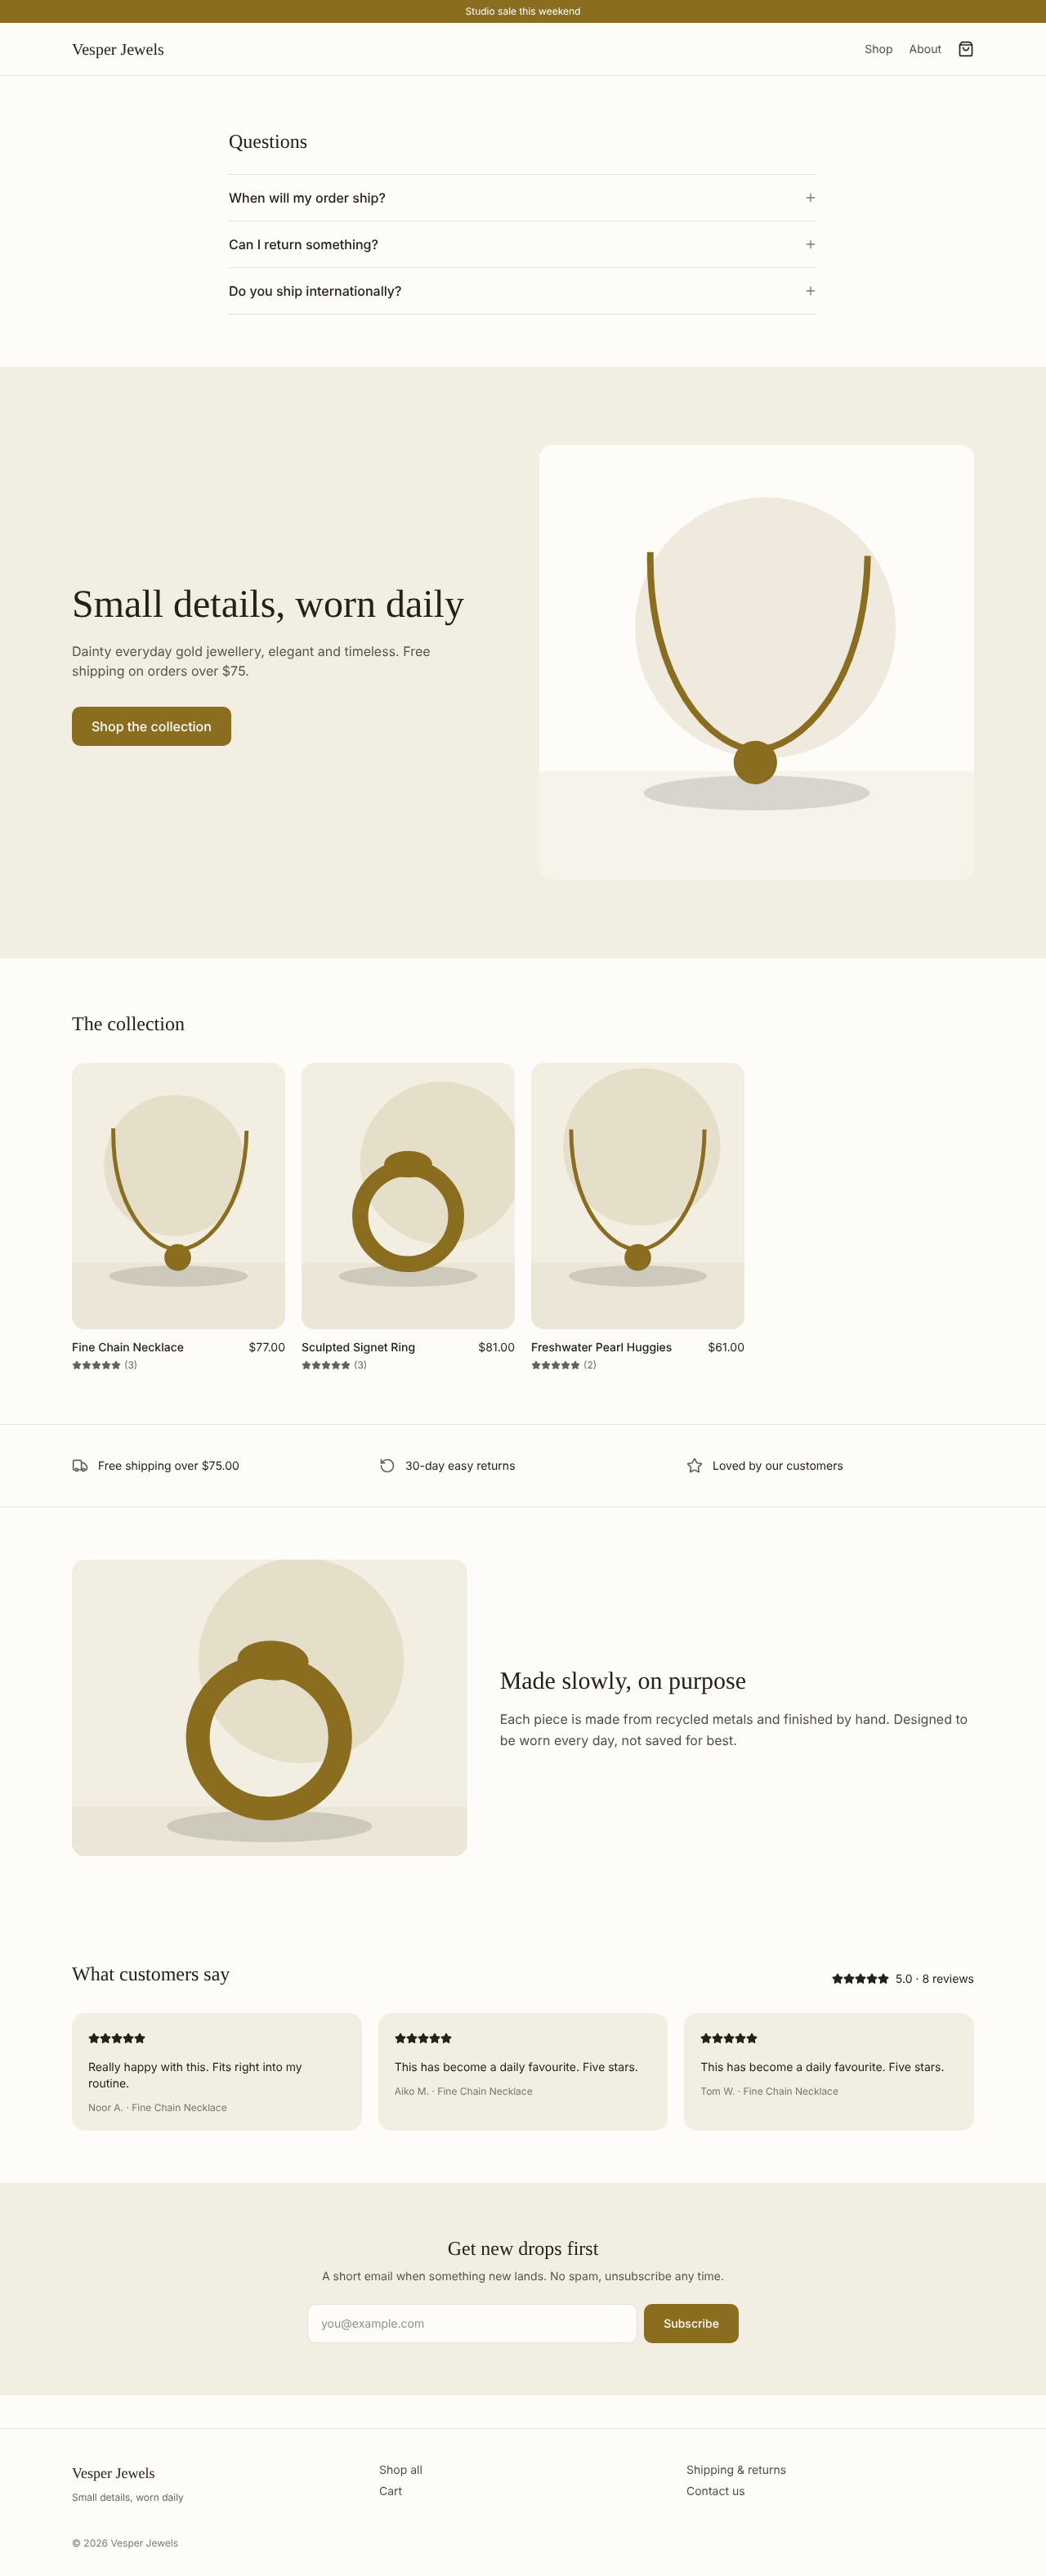 Studio sale this weekend
Vesper Jewels
Shop
About
Questions
When will my order ship?
Can I return something?
Do you ship internationally?
Small details, worn daily
Dainty everyday gold jewellery, elegant and timeless. Free
shipping on orders over $75.
Shop the collection
The collection
Fine Chain Necklace $77.00
(3)
Sculpted Signet Ring $81.00
(3)
Freshwater Pearl Huggies $61.00
(2)
Free shipping over $75.00
30-day easy returns
Loved by our customers
Made slowly, on purpose
Each piece is made from recycled metals and finished by hand. Designed to
be worn every day, not saved for best.
What customers say
5.0 · 8 reviews
Really happy with this. Fits right into my
routine.
Noor A. · Fine Chain Necklace
This has become a daily favourite. Five stars.
Aiko M. · Fine Chain Necklace
This has become a daily favourite. Five stars.
Tom W. · Fine Chain Necklace
Get new drops first
A short email when something new lands. No spam, unsubscribe any time.
you@example.com
Subscribe
Vesper Jewels
Small details, worn daily
Shop all
Cart
Shipping & returns
Contact us
© 2026 Vesper Jewels